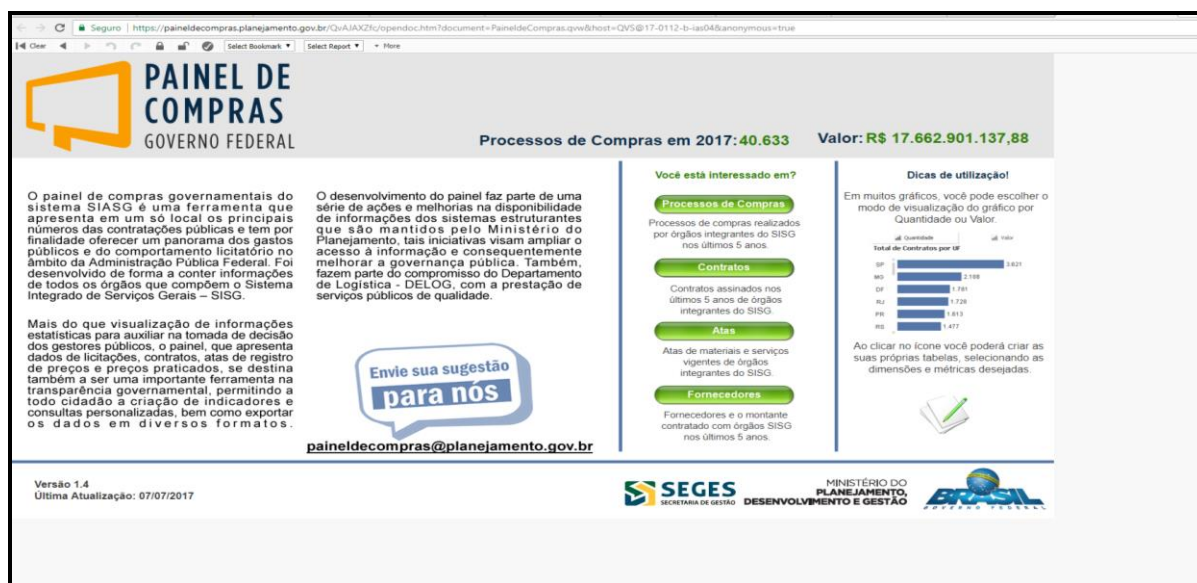 Seguro | https://paineldecompras.planejamento.gov.br/QvAJAXZfc/opendoc.htm?document=PaineldeCompras.qvw&host=QVS@17-0112-b-ias04&anonymous=true
Clear Select Bookmark Select Report More
PAINEL DE
COMPRAS
GOVERNO FEDERAL
Processos de Compras em 2017: 40.633 Valor: R$ 17.662.901.137,88
O painel de compras governamentais do
sistema SIASG é uma ferramenta que
apresenta em um só local os principais
números das contratações públicas e tem por
finalidade oferecer um panorama dos gastos
públicos e do comportamento licitatório no
âmbito da Administração Pública Federal. Foi
desenvolvido de forma a conter informações
de todos os órgãos que compõem o Sistema
Integrado de Serviços Gerais – SISG.
Mais do que visualização de informações
estatísticas para auxiliar na tomada de decisão
dos gestores públicos, o painel, que apresenta
dados de licitações, contratos, atas de registro
de preços e preços praticados, se destina
também a ser uma importante ferramenta na
transparência governamental, permitindo a
todo cidadão a criação de indicadores e
consultas personalizadas, bem como exportar
os dados em diversos formatos.
O desenvolvimento do painel faz parte de uma
série de ações e melhorias na disponibilidade
de informações dos sistemas estruturantes
que são mantidos pelo Ministério do
Planejamento, tais iniciativas visam ampliar o
acesso à informação e consequentemente
melhorar a governança pública. Também,
fazem parte do compromisso do Departamento
de Logística - DELOG, com a prestação de
serviços públicos de qualidade.
Envie sua sugestão
para nós
paineldecompras@planejamento.gov.br
Você está interessado em?
Processos de Compras
Processos de compras realizados
por órgãos integrantes do SISG
nos últimos 5 anos.
Contratos
Contratos assinados nos
últimos 5 anos de órgãos
integrantes do SISG.
Atas
Atas de materiais e serviços
vigentes de órgãos
integrantes do SISG.
Fornecedores
Fornecedores e o montante
contratado com órgãos SISG
nos últimos 5 anos.
Dicas de utilização!
Em muitos gráficos, você pode escolher o
modo de visualização do gráfico por
Quantidade ou Valor.
Quantidade Valor
Total de Contratos por UF
SP 3.621
MG 2.188
DF 1.781
RJ 1.728
PR 1.613
RS 1.477
Ao clicar no ícone você poderá criar as
suas próprias tabelas, selecionando as
dimensões e métricas desejadas.
Versão 1.4
Última Atualização: 07/07/2017
SEGES
SECRETARIA DE GESTÃO
MINISTÉRIO DO
PLANEJAMENTO,
DESENVOLVIMENTO E GESTÃO
BRASIL
GOVERNO FEDERAL